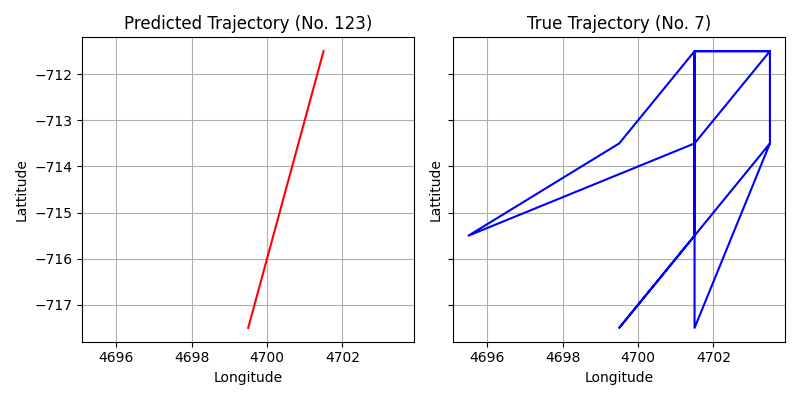 Predicted Trajectory (No. 123)
True Trajectory (No. 7)
−712
−713
−714
−715
−716
−717
Lattitude
Lattitude
4696
4698
4700
4702
4696
4698
4700
4702
Longitude
Longitude